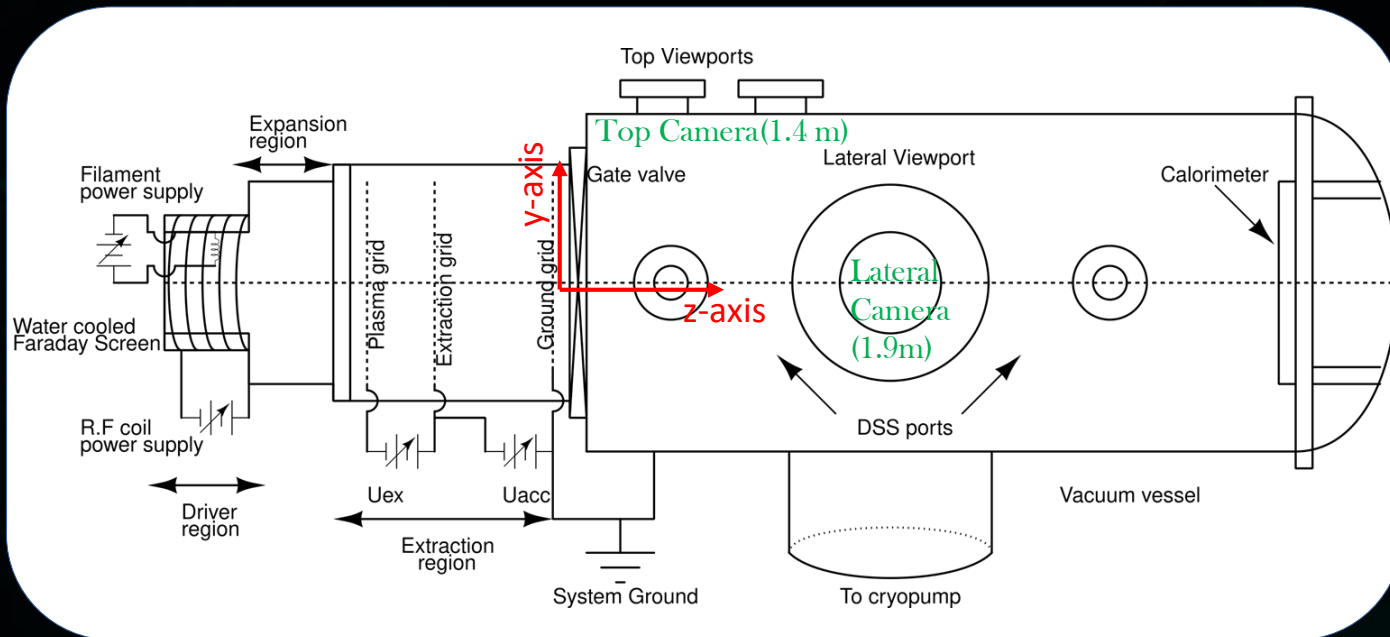 Top Viewports
Top Camera(1.4 m)
Expansion
region
y-axis
Lateral Viewport
Filament
power supply
Gate valve
Calorimeter
Plasma grid
Extraction grid
Ground grid
Lateral
Camera
(1.9m)
z-axis
Water cooled
Faraday Screen
R.F coil
power supply
DSS ports
Uex
Uacc
Vacuum vessel
Driver
region
Extraction
region
System Ground
To cryopump